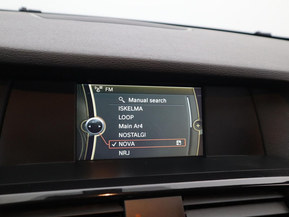 FM
Manual search
ISKELMA
LOOP
Main Ar4
NOSTALGI
NOVA
NRJ